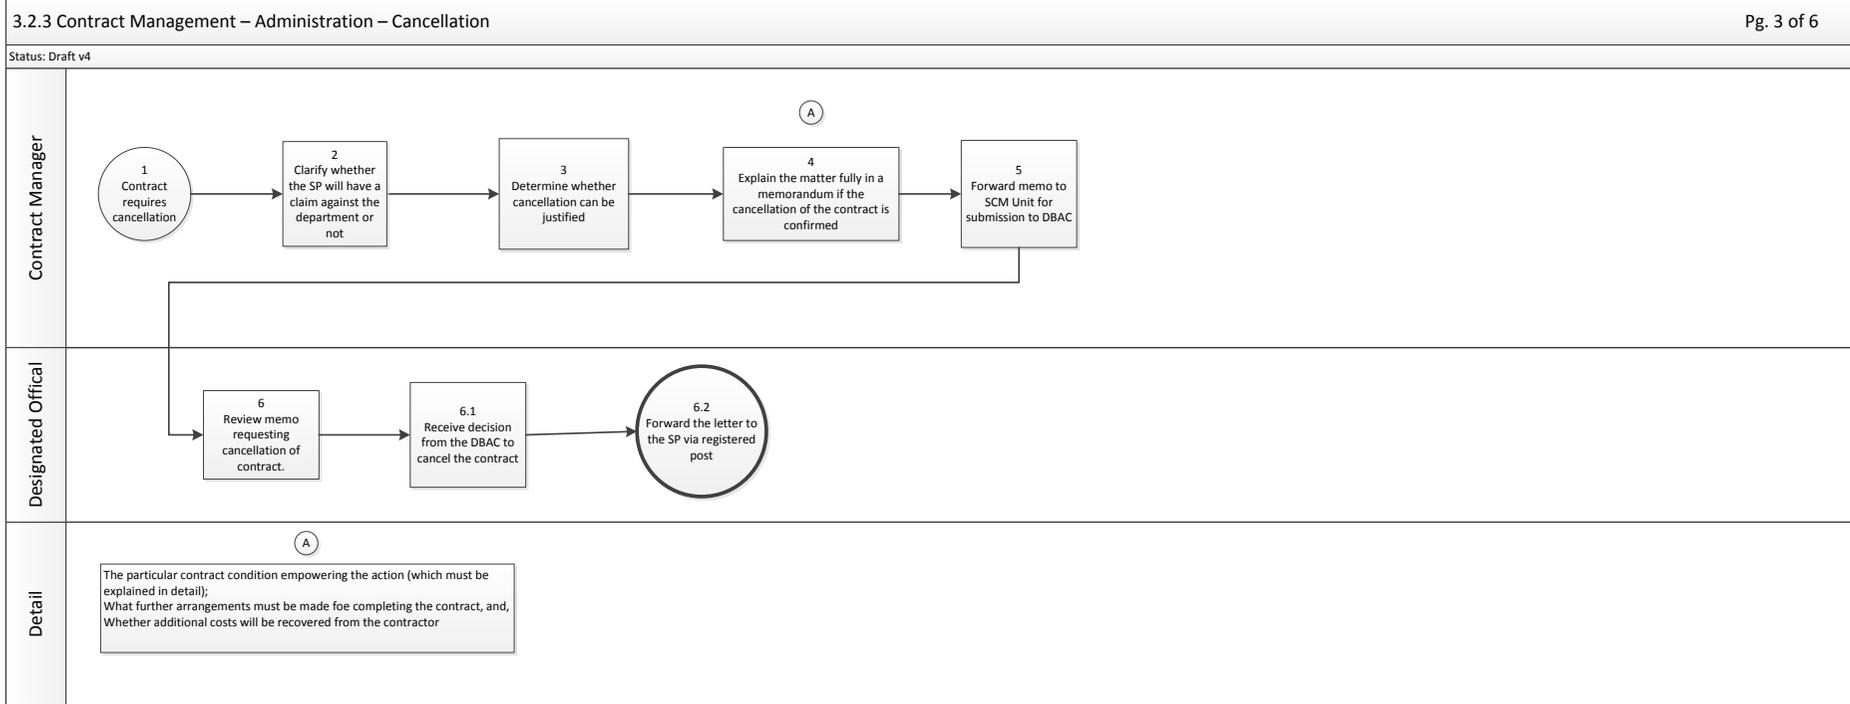 3.2.3 Contract Management – Administration – Cancellation
Pg. 3 of 6
Status: Draft v4
Contract Manager
A
1
Contract
requires
cancellation
2
Clarify whether
the SP will have a
claim against the
department or
not
3
Determine whether
cancellation can be
justified
4
Explain the matter fully in a
memorandum if the
cancellation of the contract is
confirmed
5
Forward memo to
SCM Unit for
submission to DBAC
Designated Offical
6
Review memo
requesting
cancellation of
contract.
6.1
Receive decision
from the DBAC to
cancel the contract
6.2
Forward the letter to
the SP via registered
post
Detail
A
The particular contract condition empowering the action (which must be
explained in detail);
What further arrangements must be made foe completing the contract, and,
Whether additional costs will be recovered from the contractor